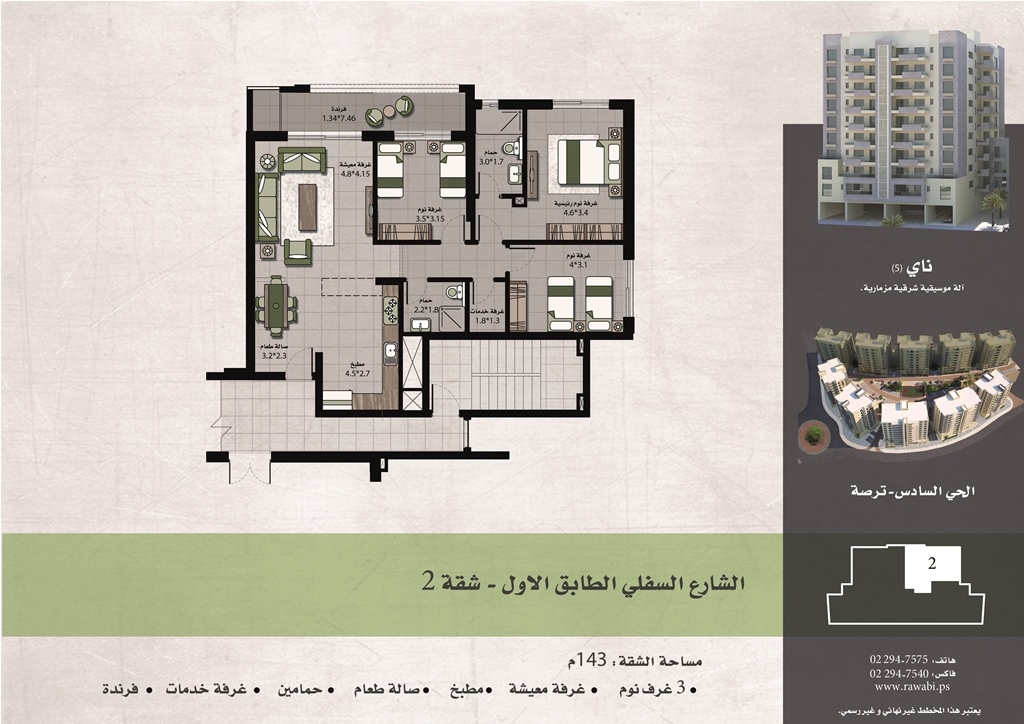 فرندة
1.34*7.46
غرفة معيشة
4.8*4.15
غرفة نوم
3.5*3.15
حمام
3.0*1.7
غرفة نوم رئيسية
4.6*3.4
غرفة نوم
4*3.1
حمام
2.2*1.8
غرفة خدمات
1.8*1.3
صالة طعام
3.2*2.3
مطبخ
4.5*2.7
ناي (5)
آلة موسيقية شرقية مزمارية.
الحي السادس-ترصة
2
الشارع السفلي الطابق الاول - شقة 2
مساحة الشقة: 143م
• 3 غرف نوم • غرفة معيشة • مطبخ • صالة طعام • حمامين • غرفة خدمات • فرندة
هاتف: 02 294-7575
فاكس: 02 294-7540
www.rawabi.ps
يعتبر هذا المخطط غير نهائي و غير رسمي.